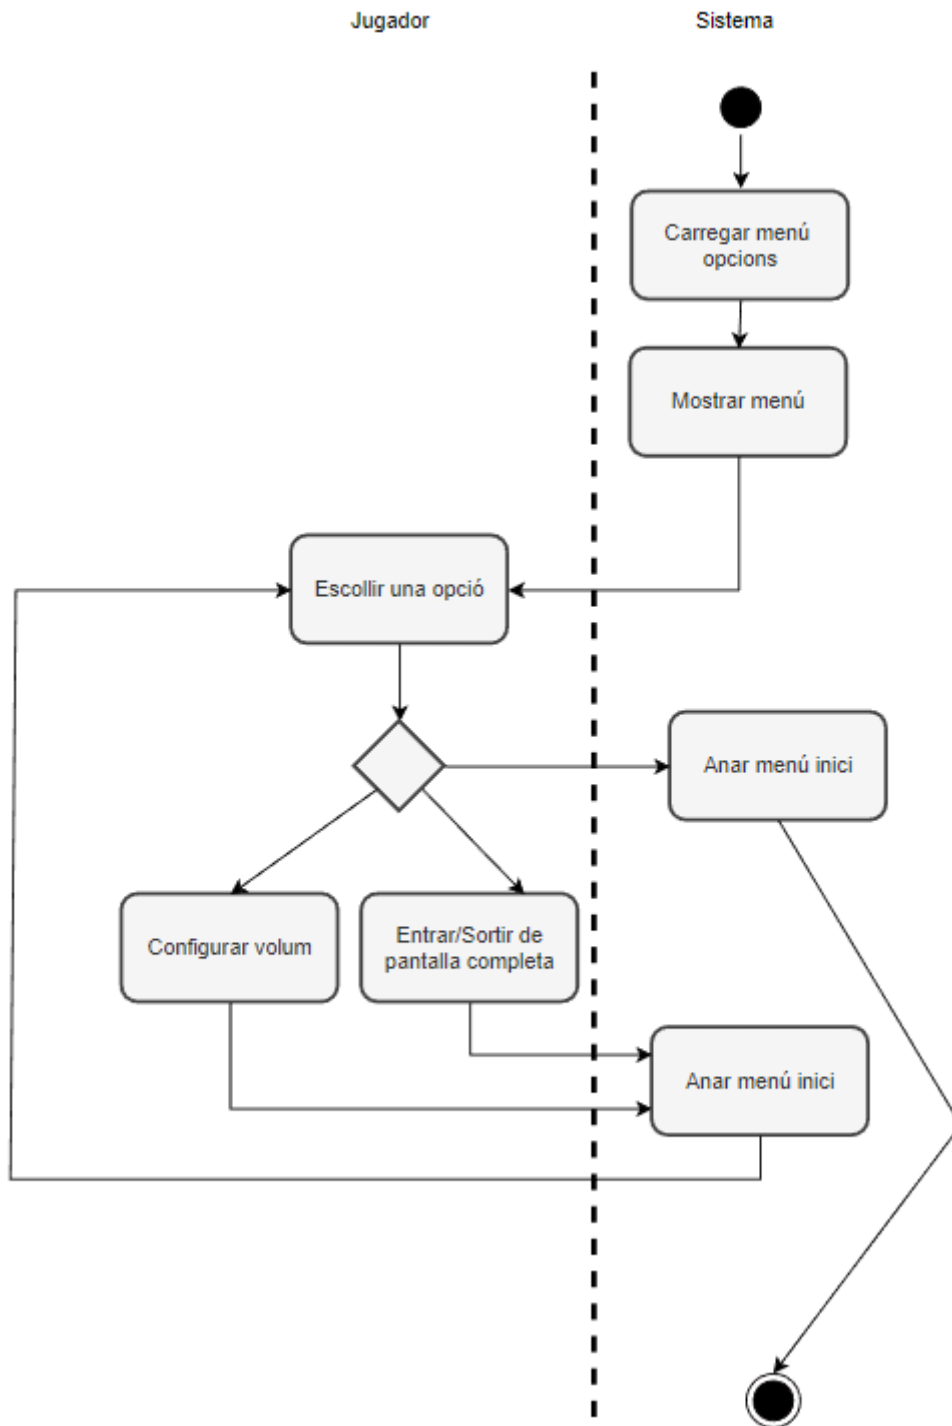 Jugador
Sistema
Carregar menú
opcions
Mostrar menú
Escollir una opció
Anar menú inici
Configurar volum
Entrar/Sortir de
pantalla completa
Anar menú inici